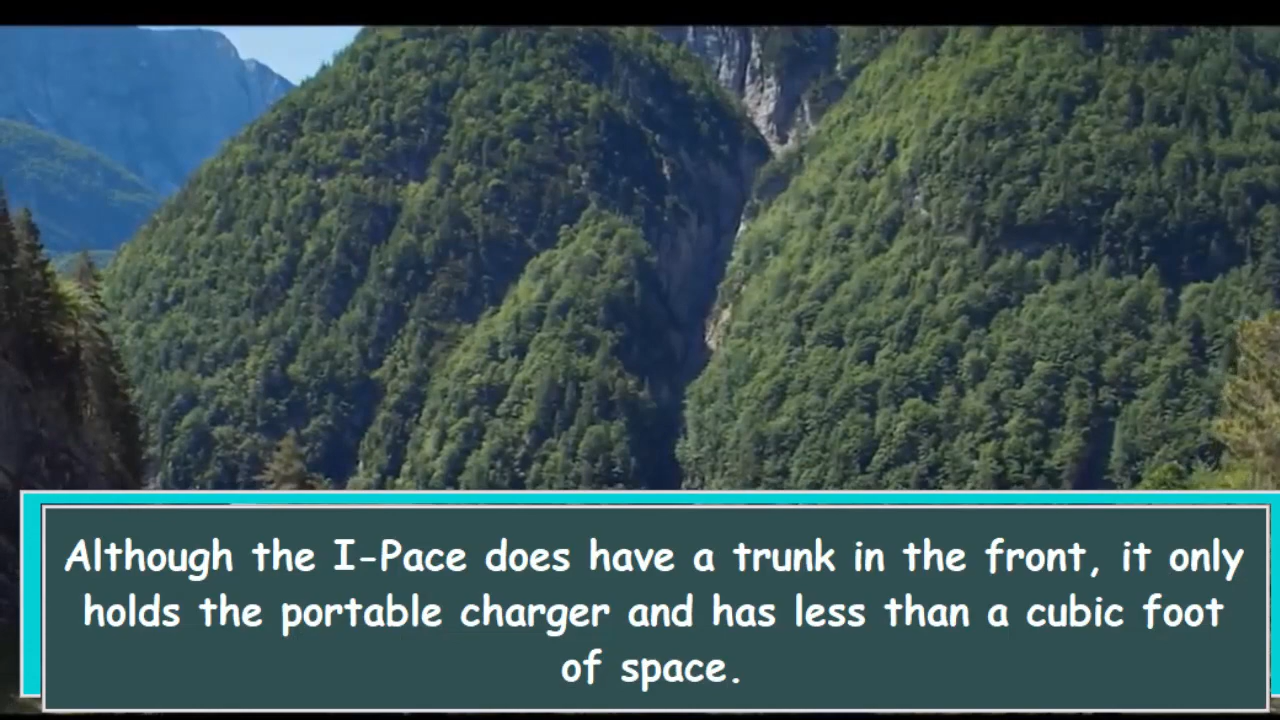 Although the I-Pace does have a trunk in the front, it only
holds the portable charger and has less than a cubic foot
of space.